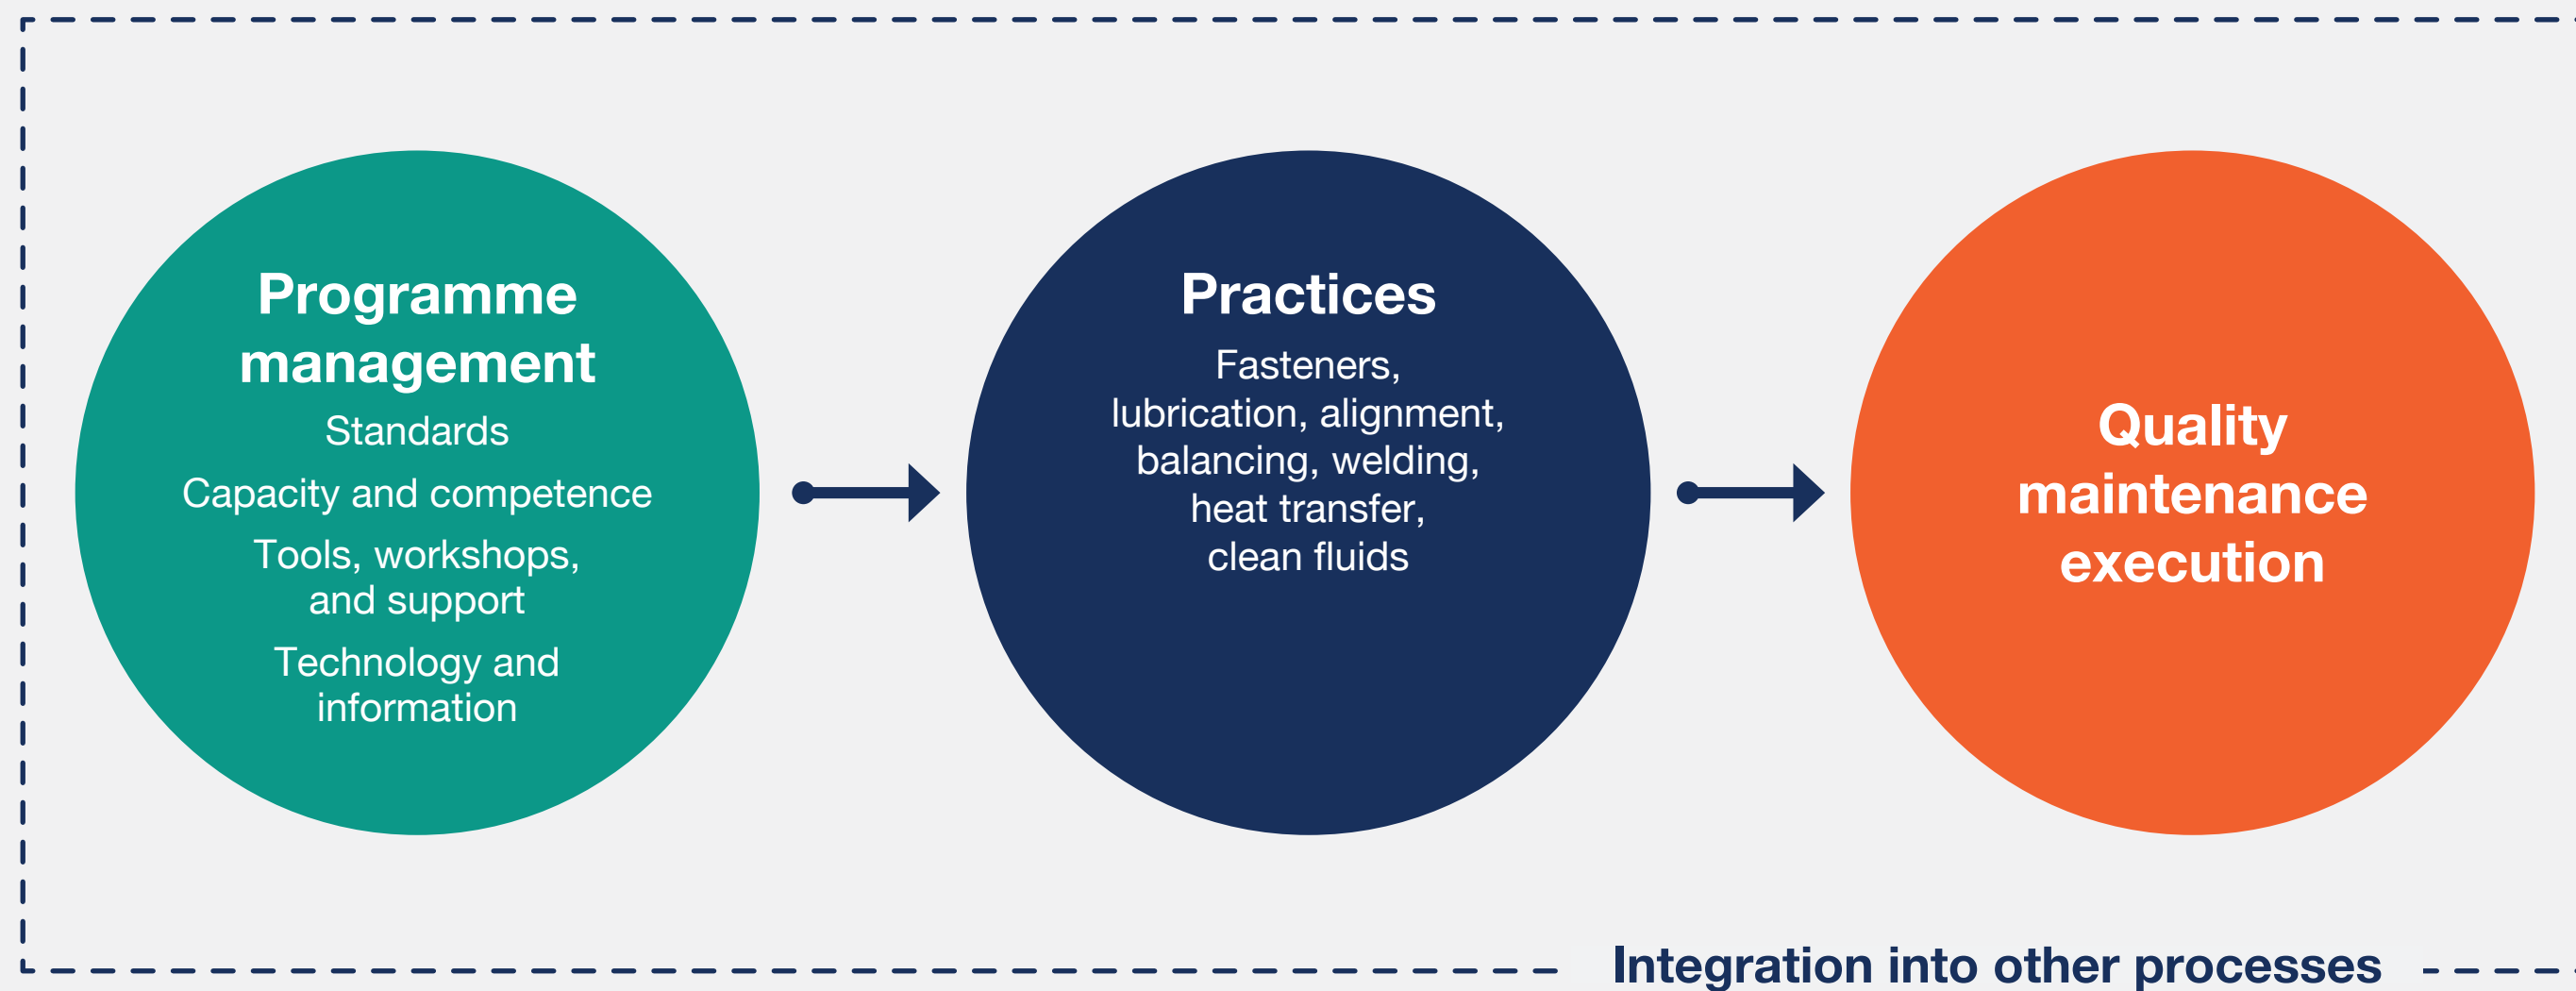 Programme
management
Standards
Capacity and competence
Tools, workshops,
and support
Technology and
information
Practices
Fasteners,
lubrication, alignment,
balancing, welding,
heat transfer,
clean fluids
Quality
maintenance
execution
Integration into other processes